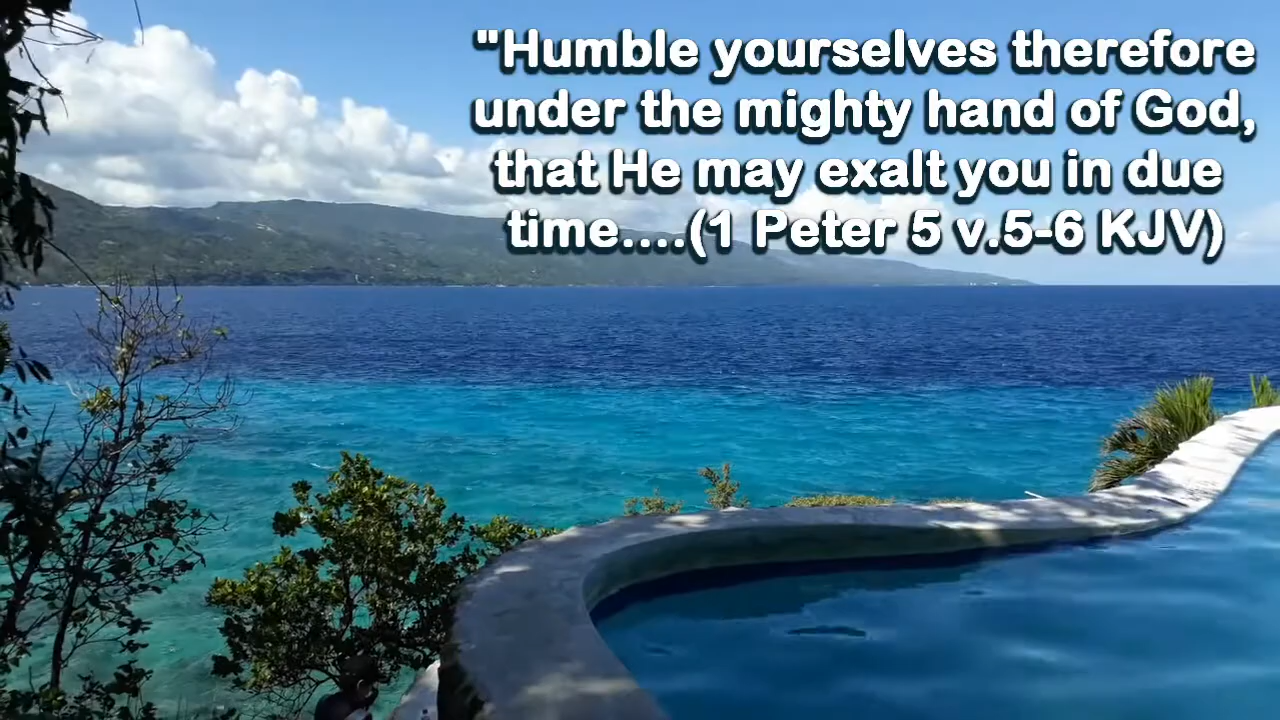 "Humble yourselves therefore
under the mighty hand of God,
that He may exalt you in due
time....(1 Peter 5 v.5-6 KJV)